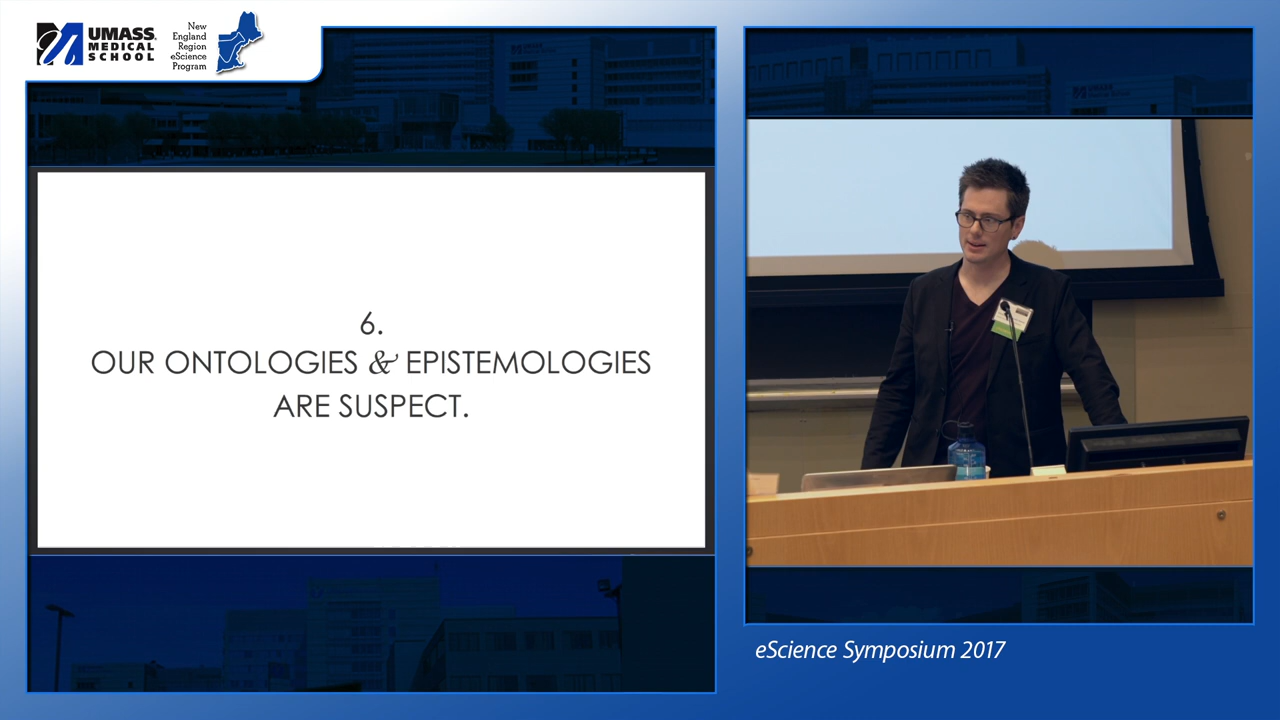 UMASS
MEDICAL
SCHOOL
New
England
Region
eScience
Program
6.
OUR ONTOLOGIES & EPISTEMOLOGIES
ARE SUSPECT.
eScience Symposium 2017